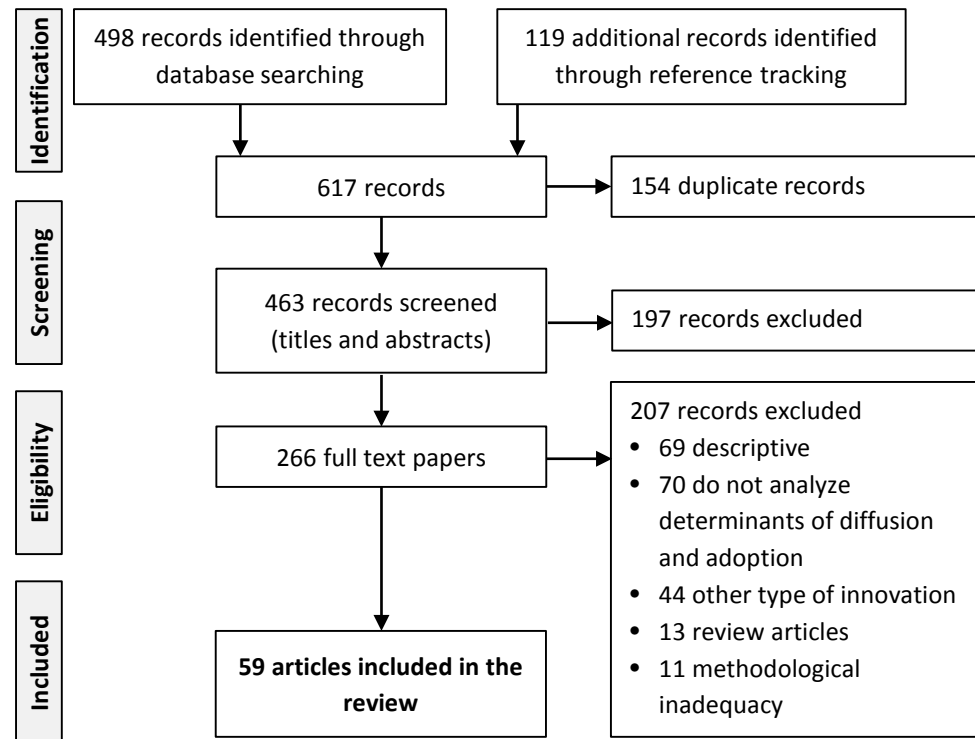 Identification
498 records identified through
database searching
119 additional records identified
through reference tracking
617 records
154 duplicate records
Screening
463 records screened
(titles and abstracts)
197 records excluded
Eligibility
266 full text papers
207 records excluded
• 69 descriptive
• 70 do not analyze
determinants of diffusion
and adoption
• 44 other type of innovation
• 13 review articles
• 11 methodological
inadequacy
Included
59 articles included in the
review